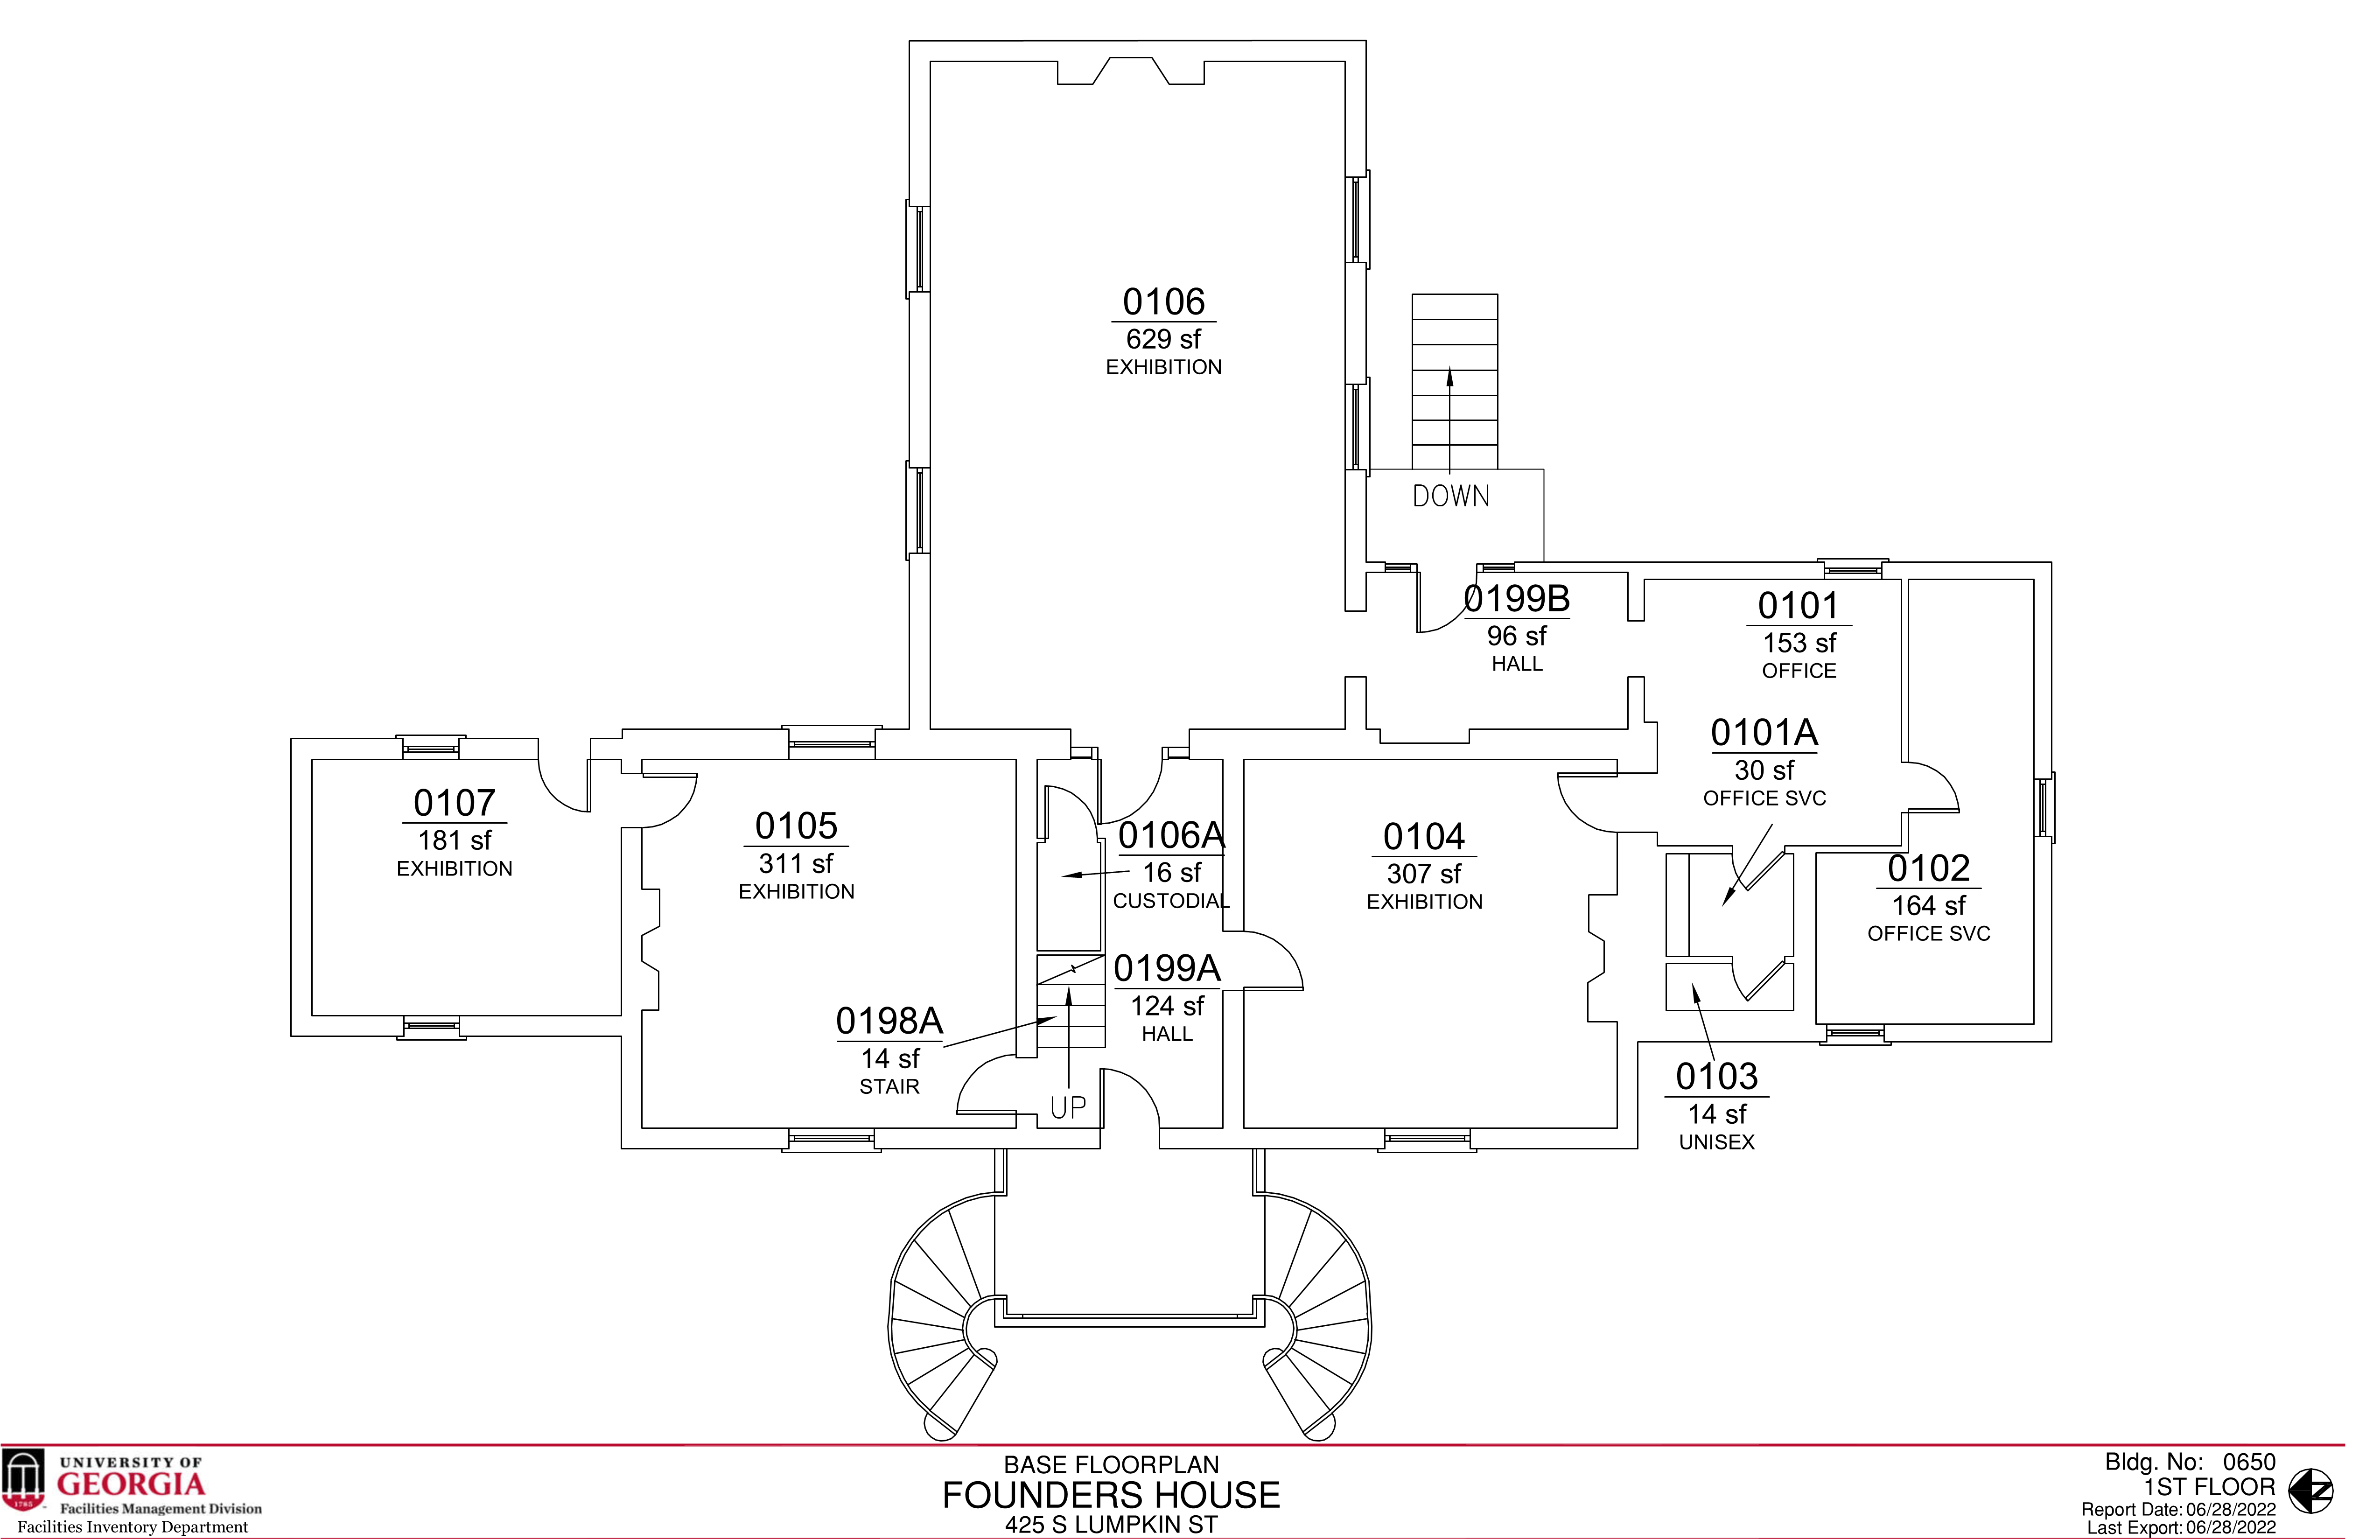 0106
629 sf
EXHIBITION
DOWN
0199B
96 sf
HALL
0101
153 sf
OFFICE
0101A
30 sf
OFFICE SVC
0107
181 sf
EXHIBITION
0105
311 sf
EXHIBITION
0106A
16 sf
CUSTODIAL
0104
307 sf
EXHIBITION
0102
164 sf
OFFICE SVC
0199A
124 sf
HALL
0198A
14 sf
STAIR
UP
0103
14 sf
UNISEX
1785
UNIVERSITY OF
GEORGIA
Facilities Management Division
Facilities Inventory Department
BASE FLOORPLAN
FOUNDERS HOUSE
425 S LUMPKIN ST
Bldg. No: 0650
1ST FLOOR
Report Date: 06/28/2022
Last Export: 06/28/2022
N